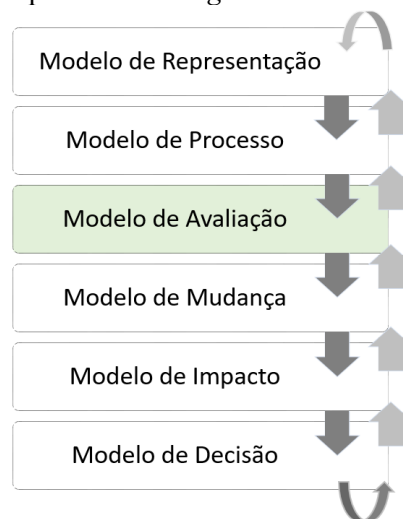 Modelo de Representação
Modelo de Processo
Modelo de Avaliação
Modelo de Mudança
Modelo de Impacto
Modelo de Decisão